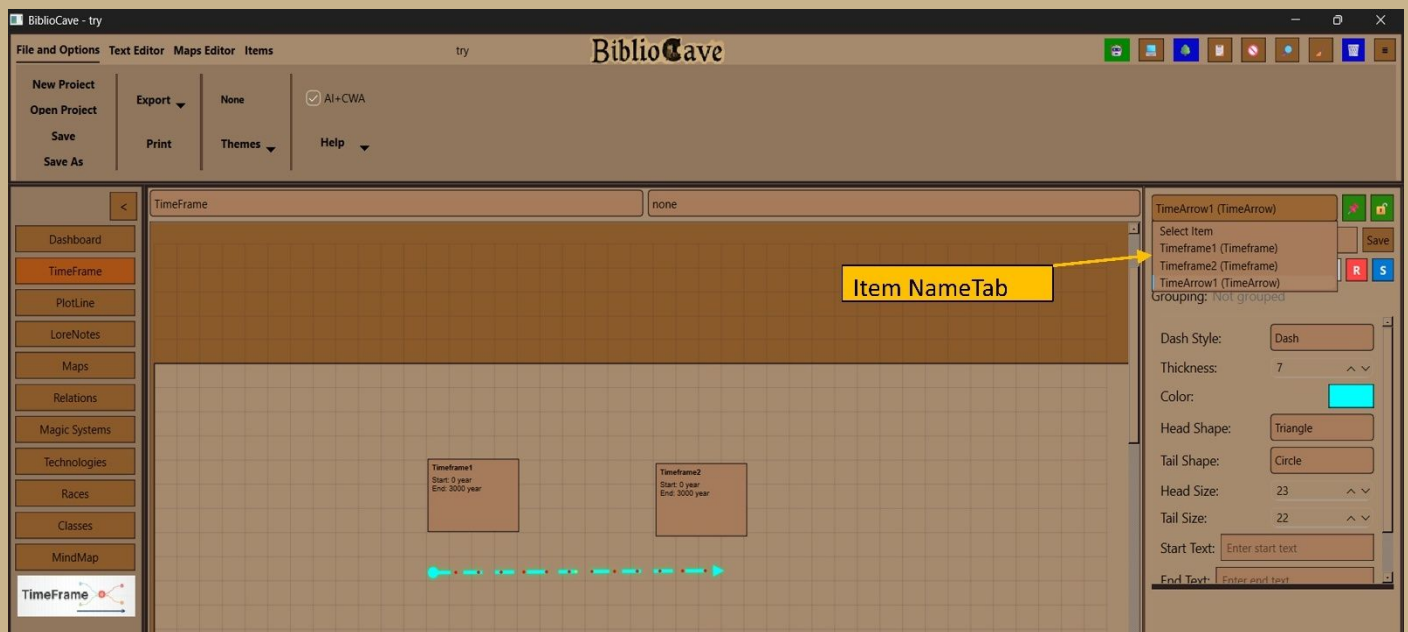 BiblioCave - try
File and Options Text Editor Maps Editor Items
try
BiblioCave
New Project
Open Project
Save
Save As
Export
Print
None
Themes
AI+CWA
Help
<
Dashboard
TimeFrame
PlotLine
LoreNotes
Maps
Relations
Magic Systems
Technologies
Races
Classes
MindMap
TimeFrame
TimeFrame
none
Item NameTab
Timeframe1
Start: 0 year
End: 3000 year
Timeframe2
Start: 0 year
End: 3000 year
TimeArrow1 (TimeArrow)
Select Item
Timeframe1 (Timeframe)
Timeframe2 (Timeframe)
TimeArrow1 (TimeArrow)
Save
R S
Grouping: Not grouped
Dash Style: Dash
Thickness: 7
Color:
Head Shape: Triangle
Tail Shape: Circle
Head Size: 23
Tail Size: 22
Start Text: Enter start text
End Text: Enter end text